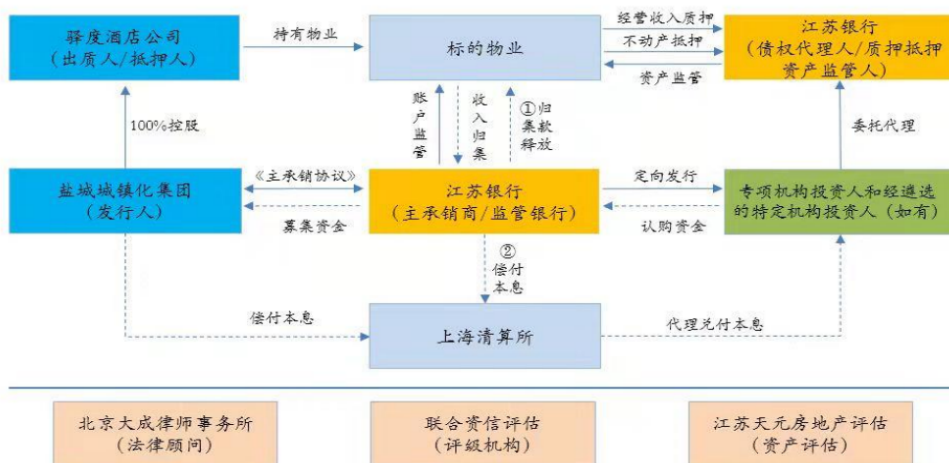 驿度酒店公司
（出质人/抵押人）
持有物业
标的物业
经营收入质押
不动产抵押
资产监管
江苏银行
（债权代理人/质押抵押
资产监管人）
100%控股
账户监管
收入归集
①归集款释放
委托代理
盐城城镇化集团
（发行人）
《主承销协议》
募集资金
江苏银行
（主承销商/监管银行）
定向发行
认购资金
专项机构投资人和经遴选
的特定机构投资人（如有）
②
偿付
本息
偿付本息
上海清算所
代理兑付本息
北京大成律师事务所
（法律顾问）
联合资信评估
（评级机构）
江苏天元房地产评估
（资产评估）